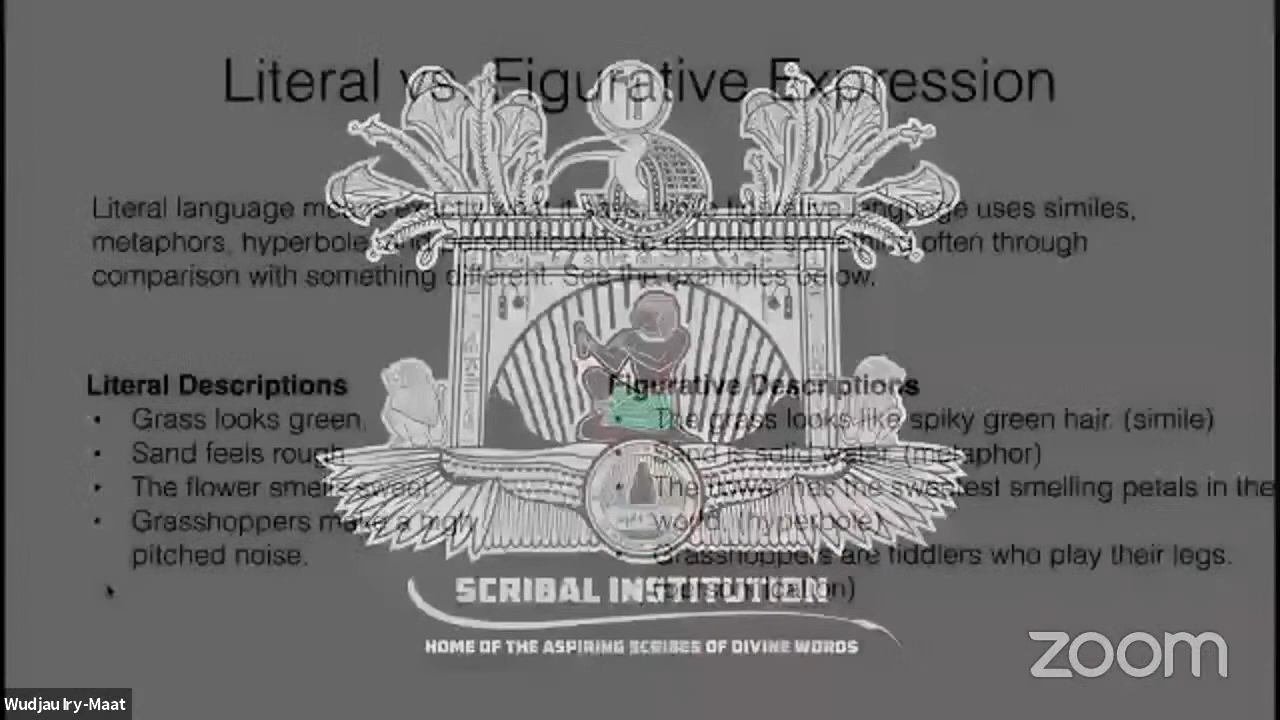 Literal vs. Figurative Expression
Literal language means exactly what it says, while figurative language uses similes,
metaphors, hyperbole, and personification to describe something often through
comparison with something different. See the examples below.
Literal Descriptions
• Grass looks green.
• Sand feels rough.
• The flower smells sweet.
• Grasshoppers make a high
pitched noise.
Figurative Descriptions
• The grass looks like spiky green hair. (simile)
• Sand is solid water. (metaphor)
• The flower has the sweetest smelling petals in the
world. (hyperbole)
• Grasshoppers are fiddlers who play their legs.
(personification)
SCRIBAL INSTITUTION
HOME OF THE ASPIRING SCRIBES OF DIVINE WORDS
zoom
Wudjau Iry-Maat